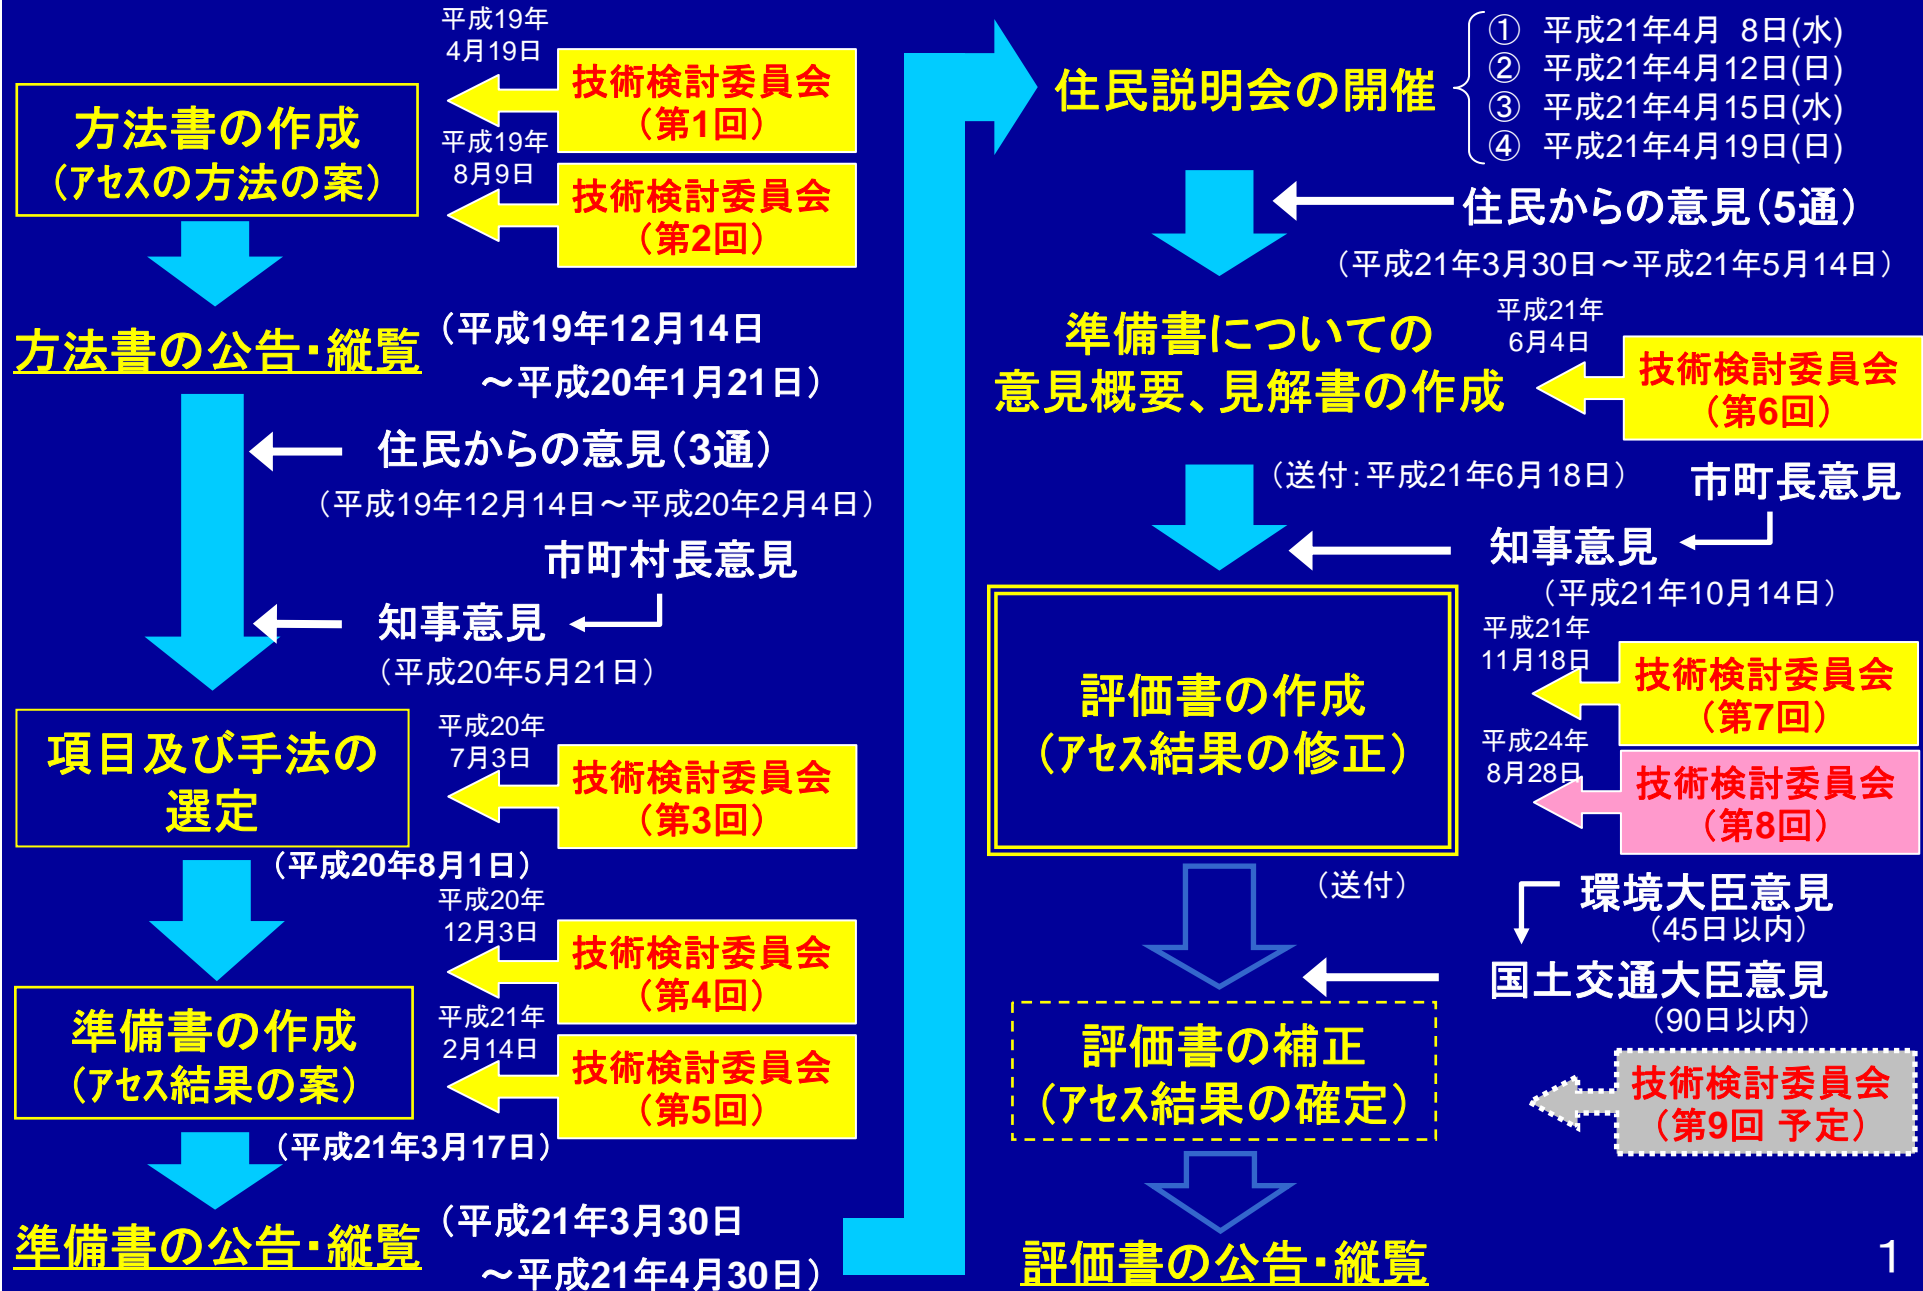 平成19年
4月19日
技術検討委員会
（第1回）
方法書の作成
（アセスの方法の案）
平成19年
8月9日
技術検討委員会
（第2回）
方法書の公告・縦覧
（平成19年12月14日
～平成20年1月21日）
住民からの意見（3通）
（平成19年12月14日～平成20年2月4日）
市町村長意見
知事意見
（平成20年5月21日）
項目及び手法の
選定
平成20年
7月3日
技術検討委員会
（第3回）
（平成20年8月1日）
平成20年
12月3日
技術検討委員会
（第4回）
準備書の作成
（アセス結果の案）
平成21年
2月14日
技術検討委員会
（第5回）
（平成21年3月17日）
準備書の公告・縦覧
（平成21年3月30日
～平成21年4月30日）
住民説明会の開催
① 平成21年4月 8日(水)
② 平成21年4月12日(日)
③ 平成21年4月15日(水)
④ 平成21年4月19日(日)
住民からの意見（5通）
（平成21年3月30日～平成21年5月14日）
準備書についての
意見概要、見解書の作成
平成21年
6月4日
技術検討委員会
（第6回）
（送付：平成21年6月18日）
市町長意見
知事意見
（平成21年10月14日）
評価書の作成
（アセス結果の修正）
平成21年
11月18日
技術検討委員会
（第7回）
平成24年
8月28日
技術検討委員会
（第8回）
（送付）
環境大臣意見
（45日以内）
国土交通大臣意見
（90日以内）
評価書の補正
（アセス結果の確定）
技術検討委員会
（第9回 予定）
評価書の公告・縦覧
1